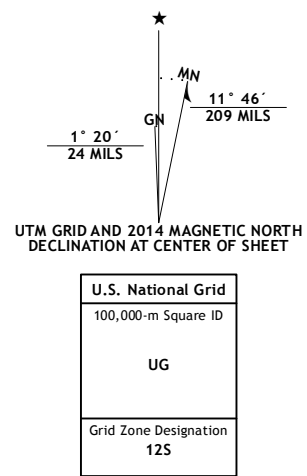 MN
11° 46´
209 MILS
GN
1° 20´
24 MILS
UTM GRID AND 2014 MAGNETIC NORTH
DECLINATION AT CENTER OF SHEET
U.S. National Grid
100,000-m Square ID
UG
Grid Zone Designation
12S